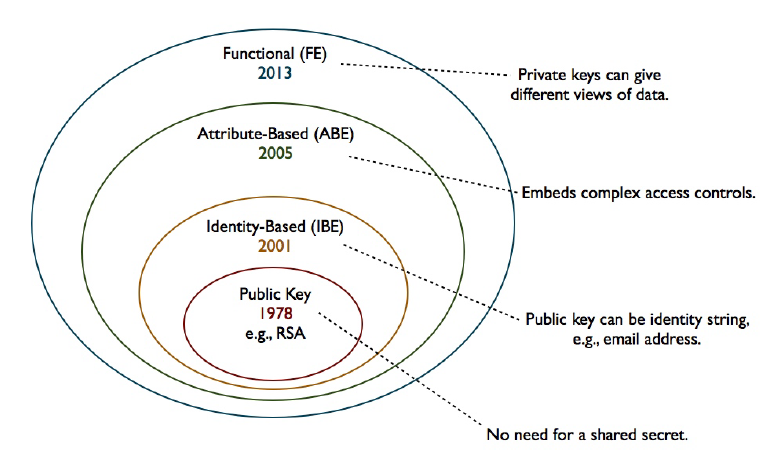 Functional (FE)
2013
Private keys can give
different views of data.
Attribute-Based (ABE)
2005
Embeds complex access controls.
Identity-Based (IBE)
2001
Public Key
1978
e.g., RSA
Public key can be identity string,
e.g., email address.
No need for a shared secret.